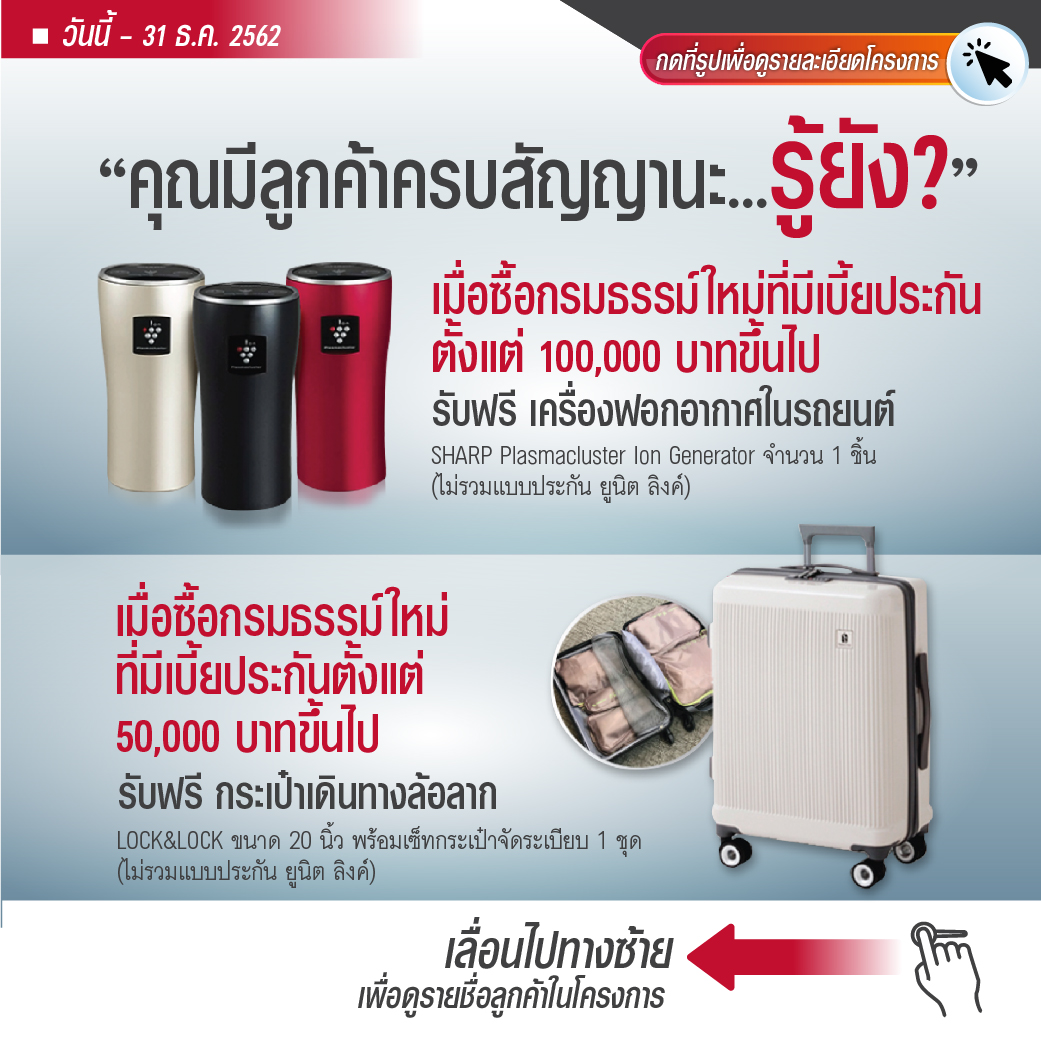 วันนี้ - 31 ธ.ค. 2562
กดที่รูปเพื่อดูรายละเอียดโครงการ
“คุณมีลูกค้าครบสัญญานะ...รู้ยัง?”
เมื่อซื้อกรมธรรม์ใหม่ที่มีเบี้ยประกัน
ตั้งแต่ 100,000 บาทขึ้นไป
รับฟรี เครื่องฟอกอากาศในรถยนต์
SHARP Plasmacluster Ion Generator จำนวน 1 ชิ้น
(ไม่รวมแบบประกัน ยูนิต ลิงค์)
เมื่อซื้อกรมธรรม์ใหม่
ที่มีเบี้ยประกันตั้งแต่
50,000 บาทขึ้นไป
รับฟรี กระเป๋าเดินทางล้อลาก
LOCK&LOCK ขนาด 20 นิ้ว พร้อมเซ็ทกระเป๋าจัดระเบียบ 1 ชุด
(ไม่รวมแบบประกัน ยูนิต ลิงค์)
เลื่อนไปทางซ้าย
เพื่อดูรายชื่อลูกค้าในโครงการ